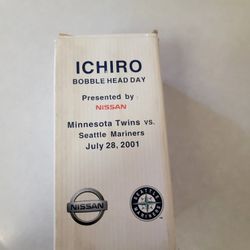 ICHIRO
BOBBLE HEAD DAY
Presented by
NISSAN
Minnesota Twins vs.
Seattle Mariners
July 28, 2001
NISSAN
SEATTLE
MARINERS